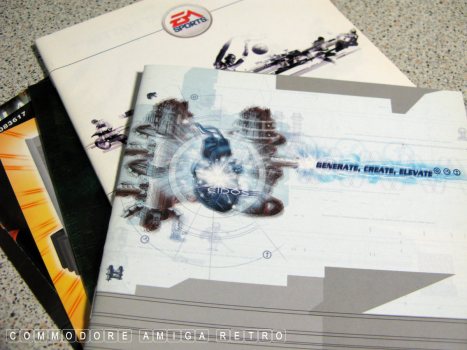 EA
SPORTS
083617
GENERATE, CREATE, ELEVATE
EIDOS
COMMODORE AMIGA RETRO